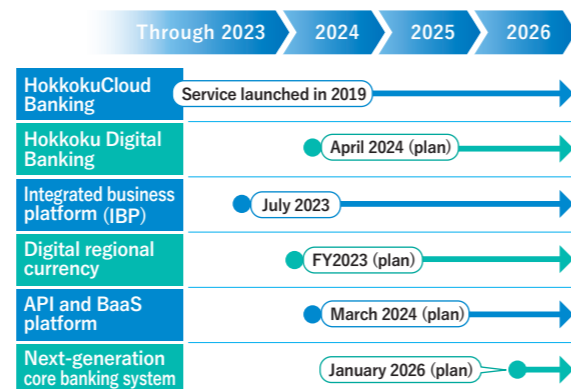 Through 2023
2024
2025
2026
HokkokuCloud
Banking
Service launched in 2019
Hokkoku Digital
Banking
April 2024 (plan)
Integrated business
platform (IBP)
July 2023
Digital regional
currency
FY2023 (plan)
API and BaaS
platform
March 2024 (plan)
Next-generation
core banking system
January 2026 (plan)